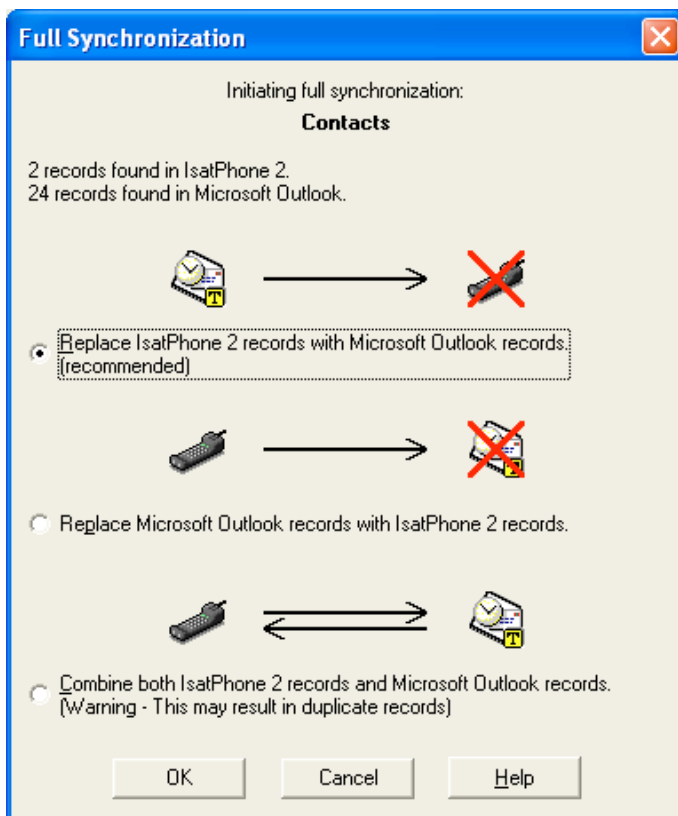 Full Synchronization
Initiating full synchronization:
Contacts
2 records found in IsatPhone 2.
24 records found in Microsoft Outlook.
T
Replace IsatPhone 2 records with Microsoft Outlook records.
(recommended)
T
Replace Microsoft Outlook records with IsatPhone 2 records.
T
Combine both IsatPhone 2 records and Microsoft Outlook records.
(Warning - This may result in duplicate records)
OK Cancel Help